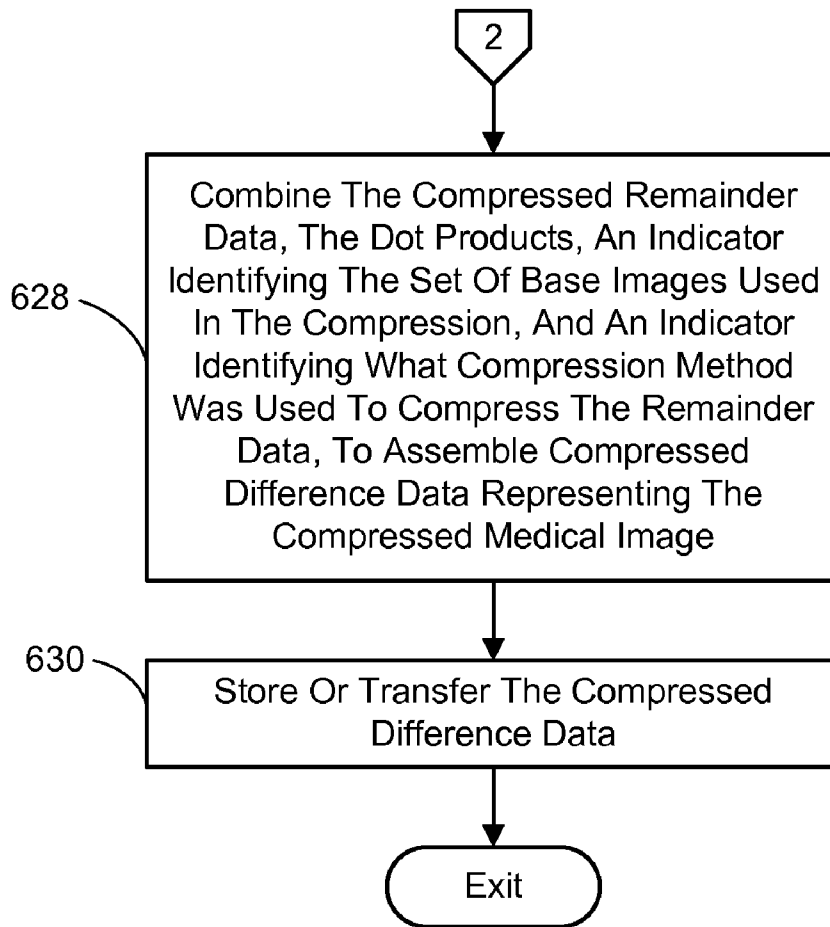 2
628
Combine The Compressed Remainder
Data, The Dot Products, An Indicator
Identifying The Set Of Base Images Used
In The Compression, And An Indicator
Identifying What Compression Method
Was Used To Compress The Remainder
Data, To Assemble Compressed
Difference Data Representing The
Compressed Medical Image
630
Store Or Transfer The Compressed
Difference Data
Exit